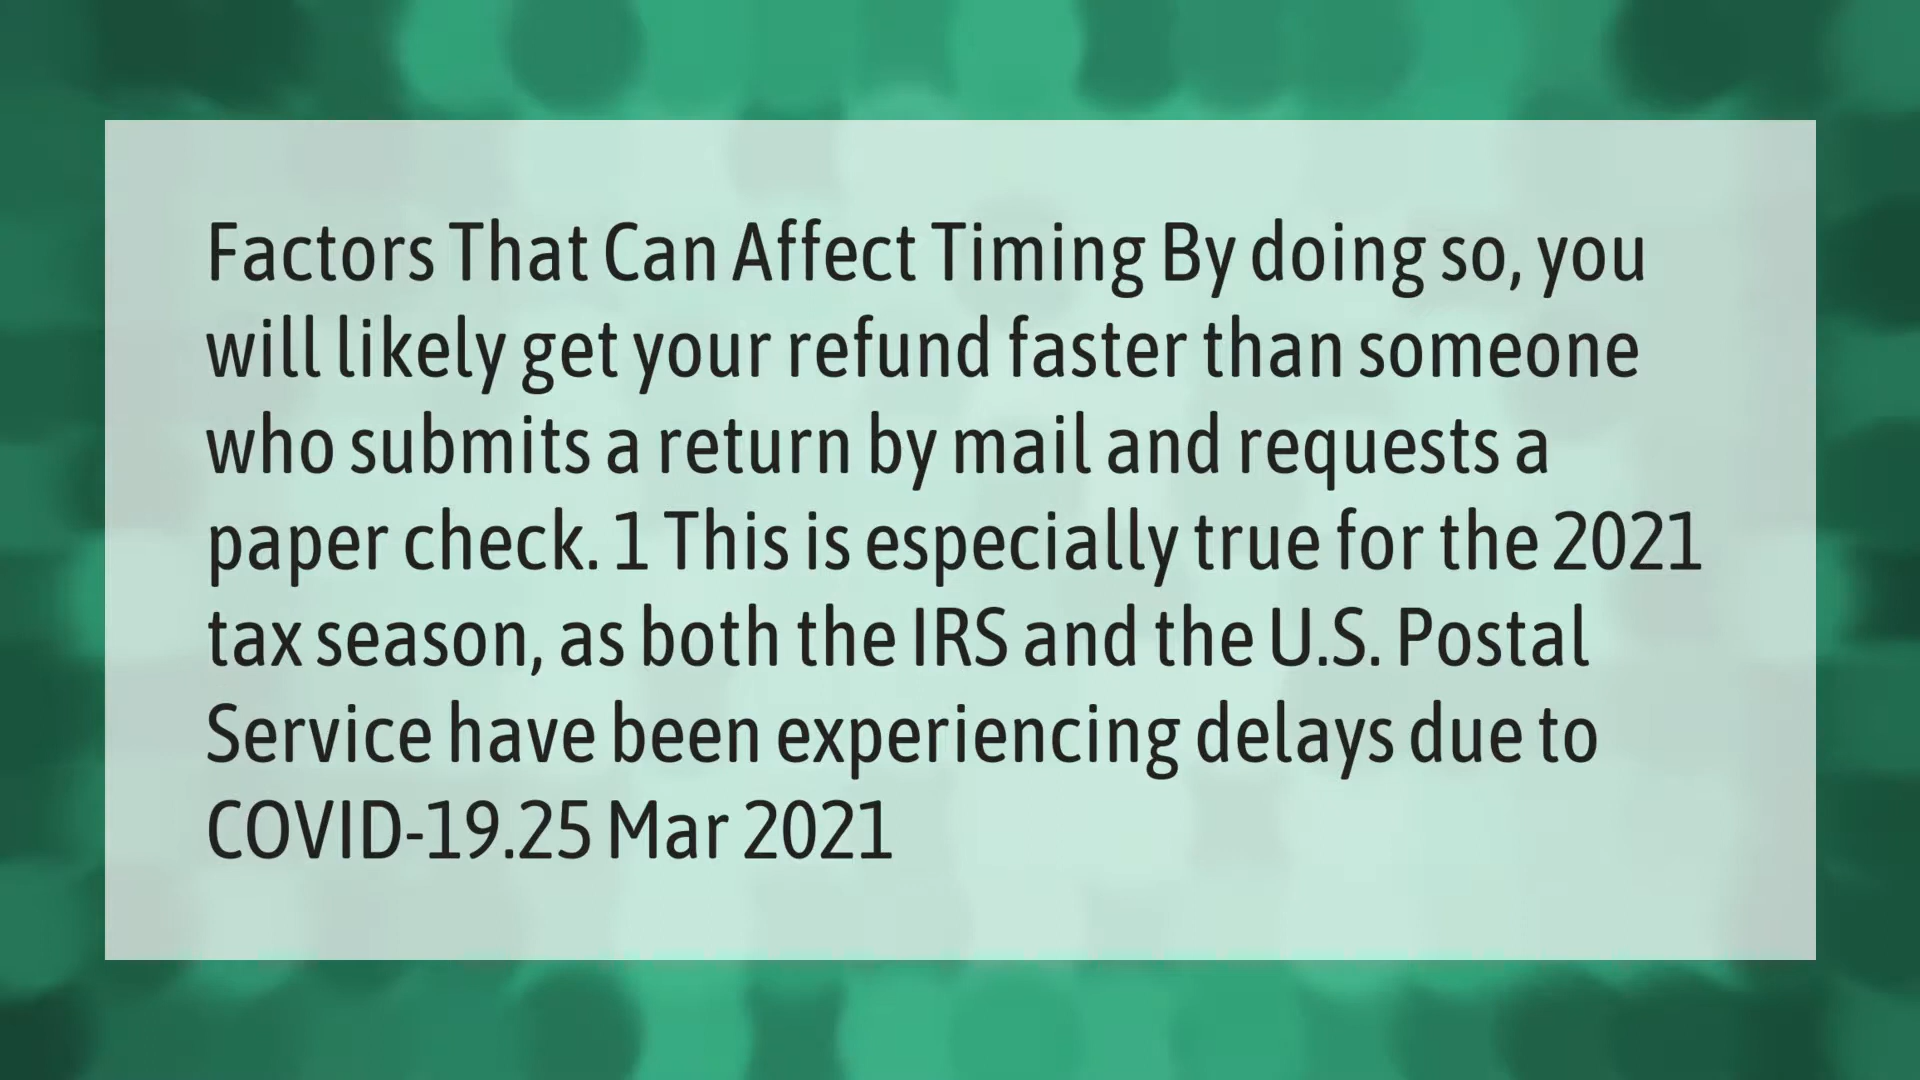 Factors That Can Affect Timing By doing so, you
will likely get your refund faster than someone
who submits a return by mail and requests a
paper check. 1 This is especially true for the 2021
tax season, as both the IRS and the U.S. Postal
Service have been experiencing delays due to
COVID-19.25 Mar 2021